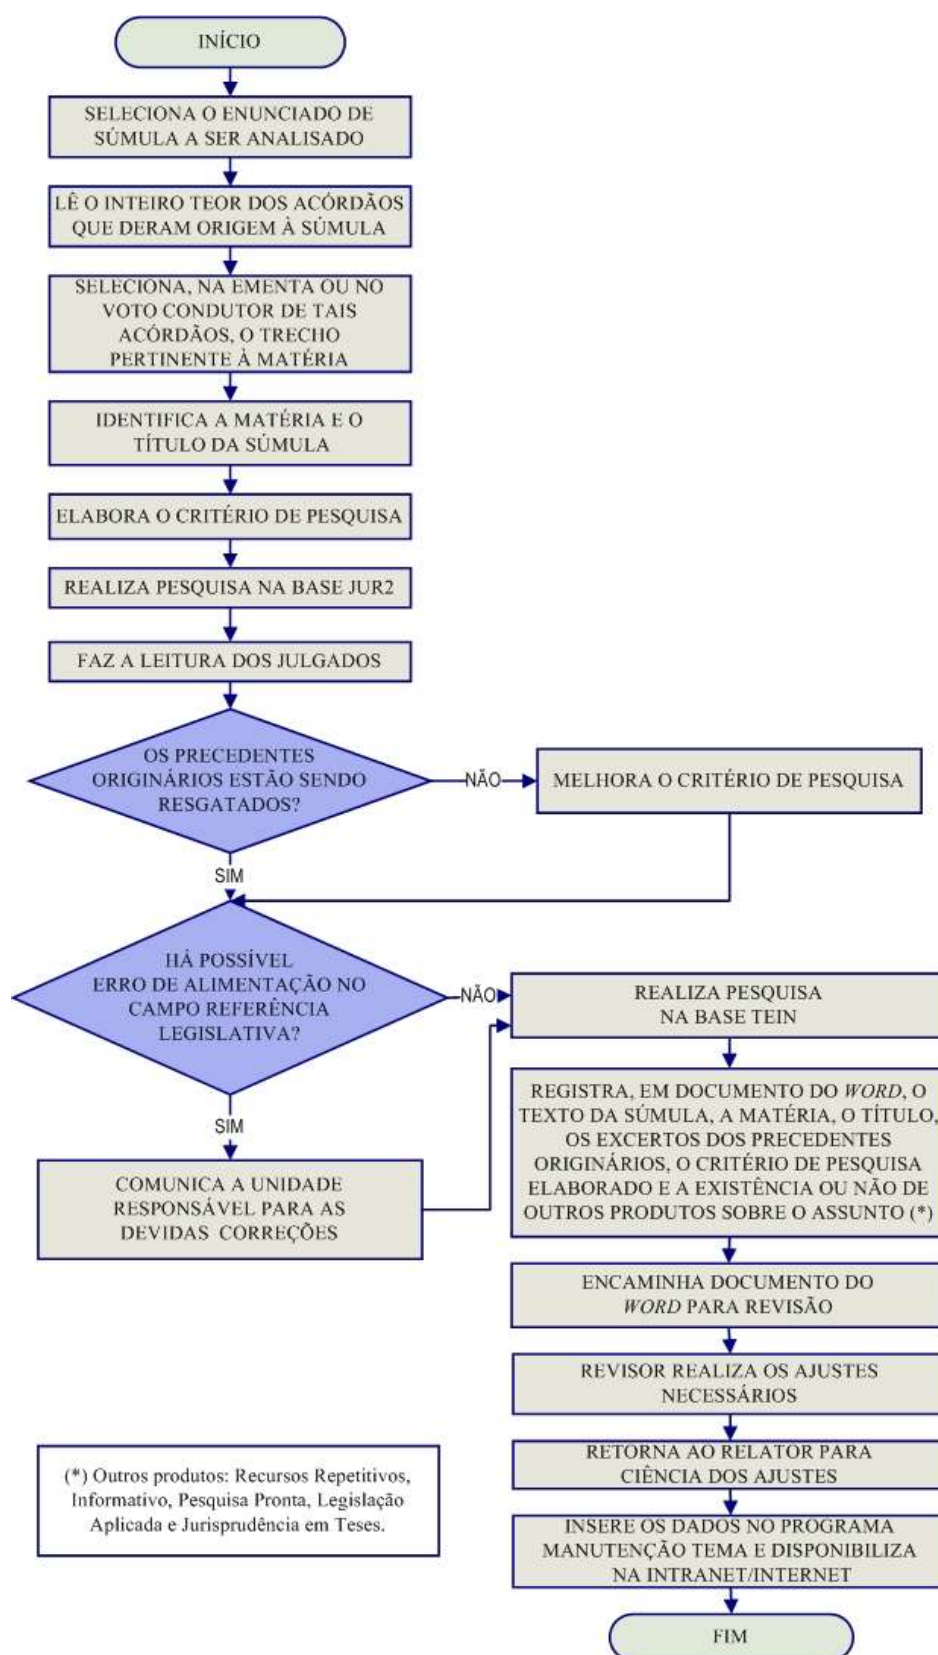 INÍCIO
SELECIONA O ENUNCIADO DE
SÚMULA A SER ANALISADO
LÊ O INTEIRO TEOR DOS ACÓRDÃOS
QUE DERAM ORIGEM À SÚMULA
SELECIONA, NA EMENTA OU NO
VOTO CONDUTOR DE TAIS
ACÓRDÃOS, O TRECHO
PERTINENTE À MATÉRIA
IDENTIFICA A MATÉRIA E O
TÍTULO DA SÚMULA
ELABORA O CRITÉRIO DE PESQUISA
REALIZA PESQUISA NA BASE JUR2
FAZ A LEITURA DOS JULGADOS
OS PRECEDENTES
ORIGINÁRIOS ESTÃO SENDO
RESGATADOS?
NÃO
MELHORA O CRITÉRIO DE PESQUISA
SIM
HÁ POSSÍVEL
ERRO DE ALIMENTAÇÃO NO
CAMPO REFERÊNCIA
LEGISLATIVA?
NÃO
REALIZA PESQUISA
NA BASE TEIN
SIM
COMUNICA A UNIDADE
RESPONSÁVEL PARA AS
DEVIDAS CORREÇÕES
REGISTRA, EM DOCUMENTO DO WORD, O
TEXTO DA SÚMULA, A MATÉRIA, O TÍTULO,
OS EXCERTOS DOS PRECEDENTES
ORIGINÁRIOS, O CRITÉRIO DE PESQUISA
ELABORADO E A EXISTÊNCIA OU NÃO DE
OUTROS PRODUTOS SOBRE O ASSUNTO (*)
ENCAMINHA DOCUMENTO DO
WORD PARA REVISÃO
REVISOR REALIZA OS AJUSTES
NECESSÁRIOS
RETORNA AO RELATOR PARA
CIÊNCIA DOS AJUSTES
INSERE OS DADOS NO PROGRAMA
MANUTENÇÃO TEMA E DISPONIBILIZA
NA INTRANET/INTERNET
FIM
(*) Outros produtos: Recursos Repetitivos,
Informativo, Pesquisa Pronta, Legislação
Aplicada e Jurisprudência em Teses.